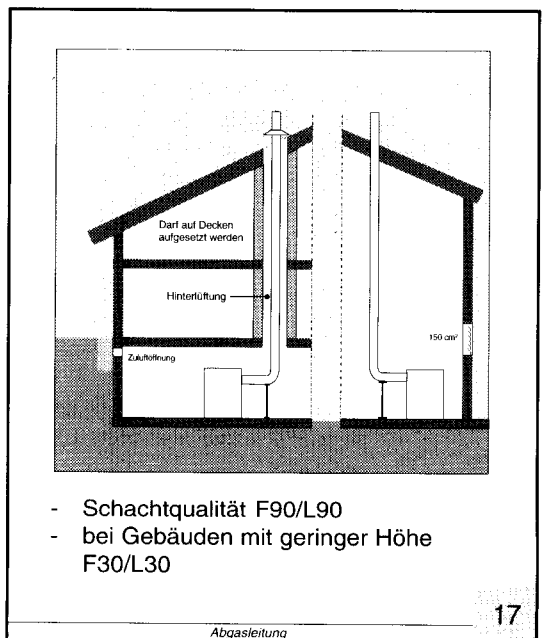 Darf auf Decken
aufgesetzt werden
Hinterlüftung
Zuluftöffnung
150 cm²
- Schachtqualität F90/L90
- bei Gebäuden mit geringer Höhe
F30/L30
17
Abgasleitung